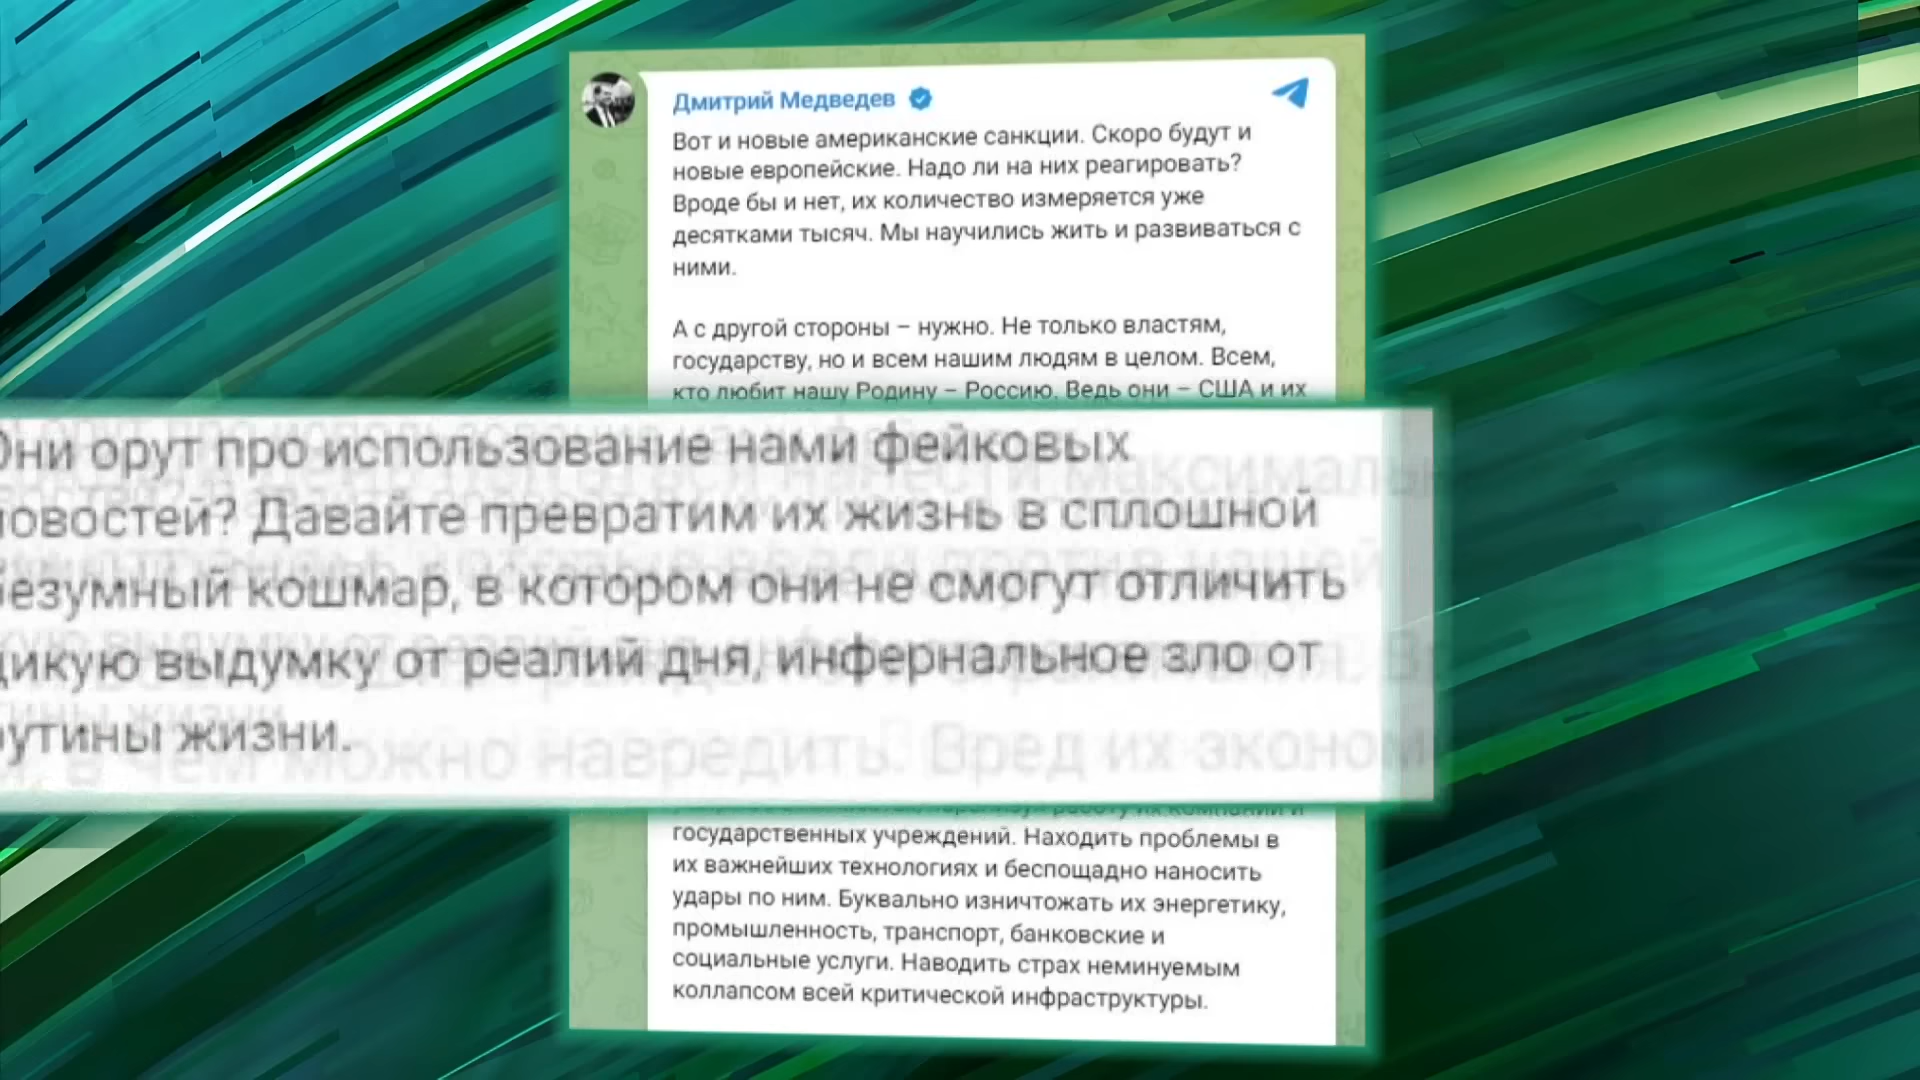 Дмитрий Медведев
Вот и новые американские санкции. Скоро будут и
новые европейские. Надо ли на них реагировать?
Вроде бы и нет, их количество измеряется уже
десятками тысяч. Мы научились жить и развиваться с
ними.
А с другой стороны – нужно. Не только властям,
государству, но и всем нашим людям в целом. Всем,
кто любит нашу Родину – Россию. Ведь они – США и их
Они орут про использование нами фейковых
новостей? Давайте превратим их жизнь в сплошной
безумный кошмар, в котором они не смогут отличить
дикую выдумку от реалий дня, инфернальное зло от
рутины жизни.
можно навредить. Вред их эконом
государственных учреждений. Находить проблемы в
их важнейших технологиях и беспощадно наносить
удары по ним. Буквально изничтожать их энергетику,
промышленность, транспорт, банковские и
социальные услуги. Наводить страх неминуемым
коллапсом всей критической инфраструктуры.